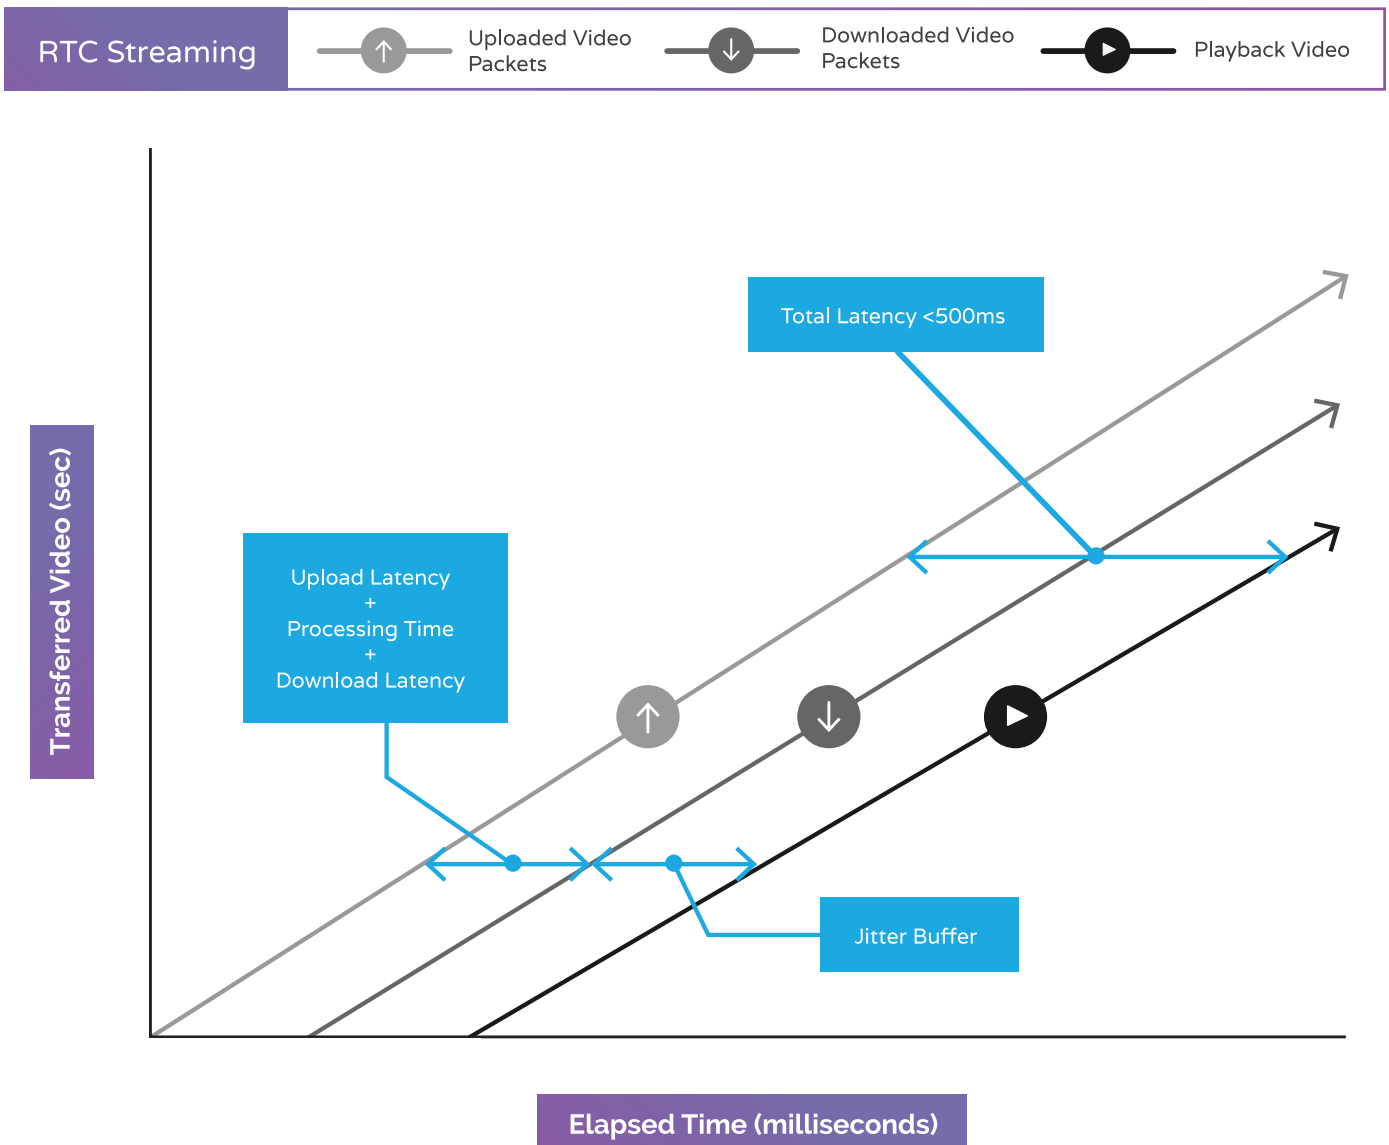 RTC Streaming
Uploaded Video
Packets
Downloaded Video
Packets
Playback Video
Total Latency <500ms
Transferred Video (sec)
Upload Latency
+
Processing Time
+
Download Latency
Jitter Buffer
Elapsed Time (milliseconds)